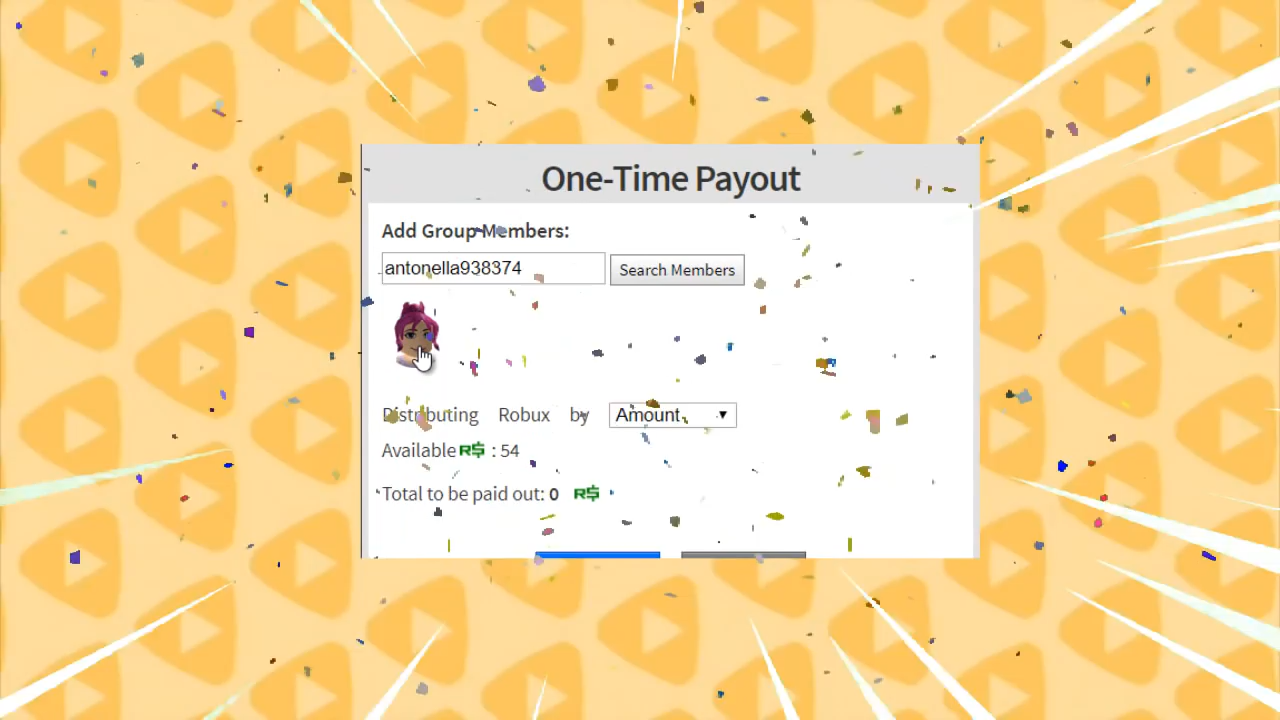 One-Time Payout
Add Group Members:
antonella938374 Search Members
Distributing Robux by Amount
Available R$ : 54
Total to be paid out: 0 R$